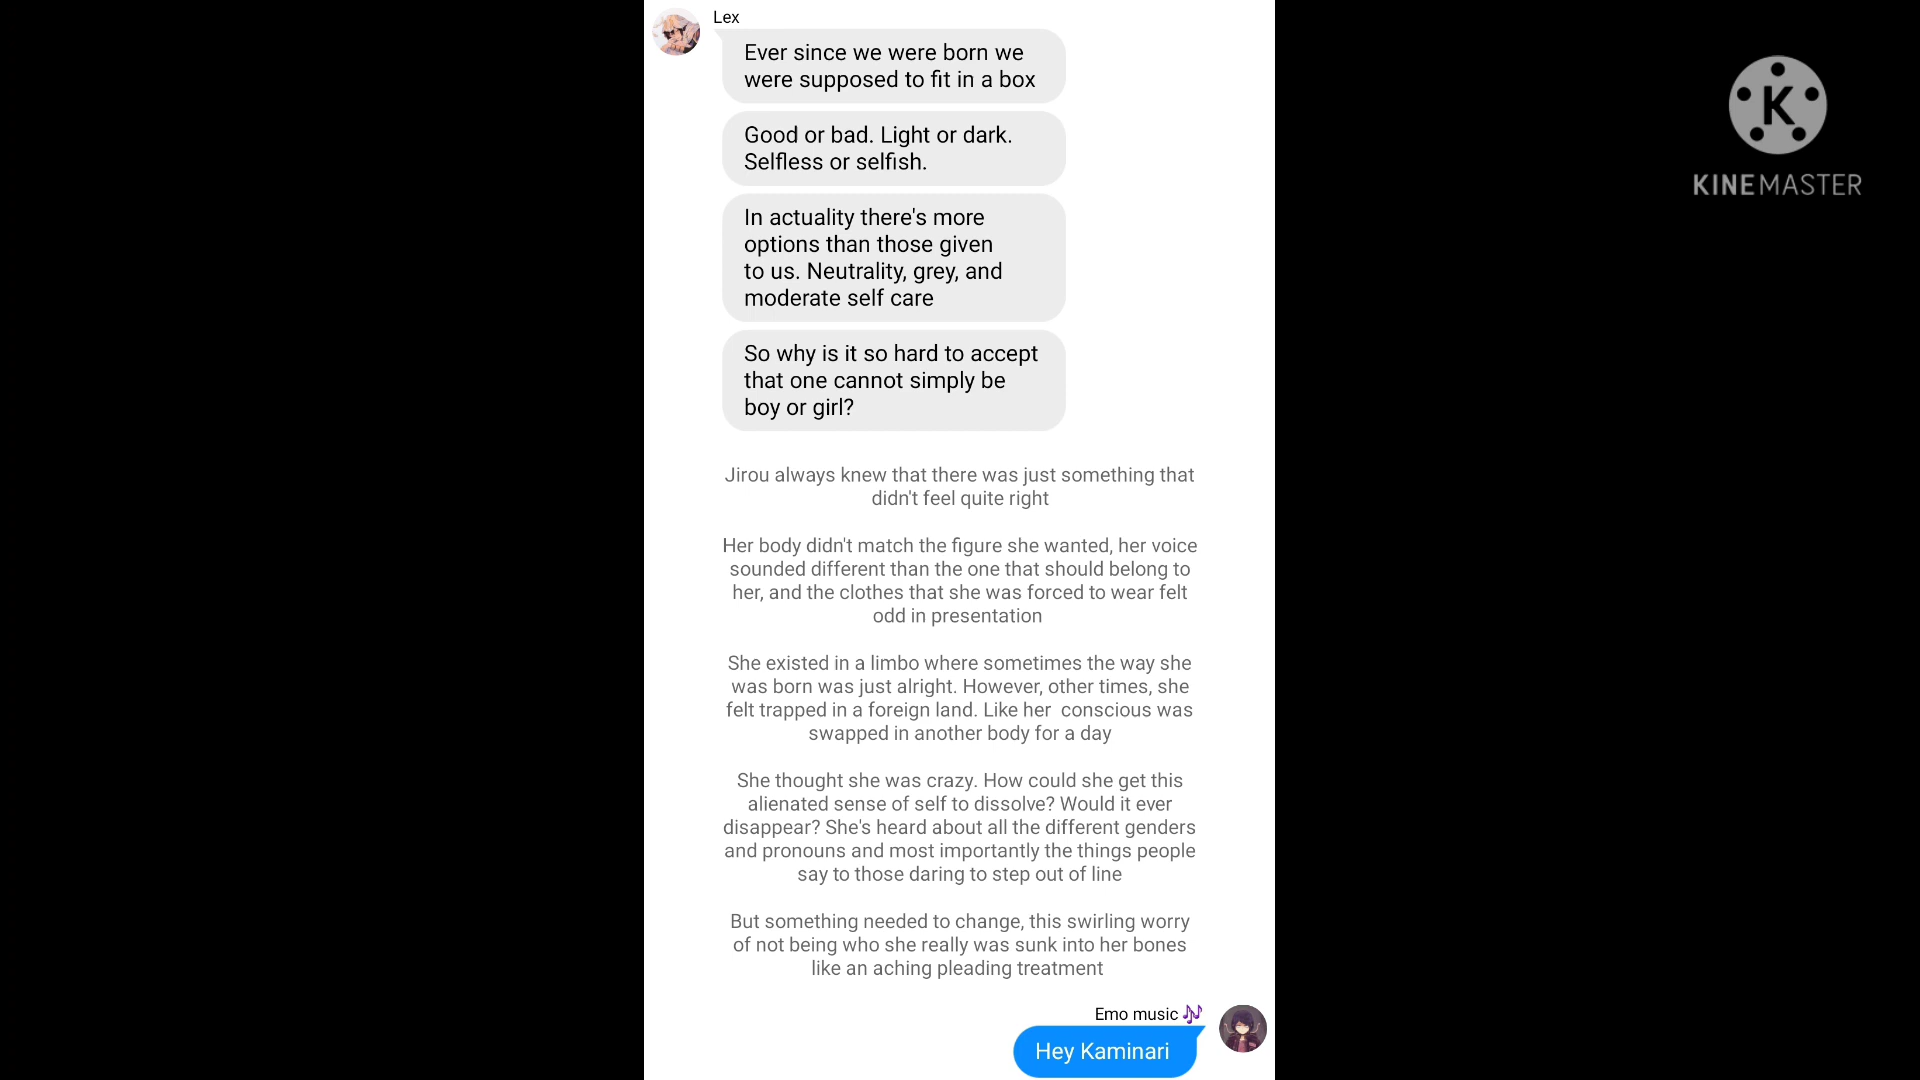 Lex
Ever since we were born we
were supposed to fit in a box
Good or bad. Light or dark.
Selfless or selfish.
In actuality there's more
options than those given
to us. Neutrality, grey, and
moderate self care
So why is it so hard to accept
that one cannot simply be
boy or girl?
Jirou always knew that there was just something that
didn't feel quite right
Her body didn't match the figure she wanted, her voice
sounded different than the one that should belong to
her, and the clothes that she was forced to wear felt
odd in presentation
She existed in a limbo where sometimes the way she
was born was just alright. However, other times, she
felt trapped in a foreign land. Like her  conscious was
swapped in another body for a day
She thought she was crazy. How could she get this
alienated sense of self to dissolve? Would it ever
disappear? She's heard about all the different genders
and pronouns and most importantly the things people
say to those daring to step out of line
But something needed to change, this swirling worry
of not being who she really was sunk into her bones
like an aching pleading treatment
Emo music 🎶
Hey Kaminari
K
KINEMASTER